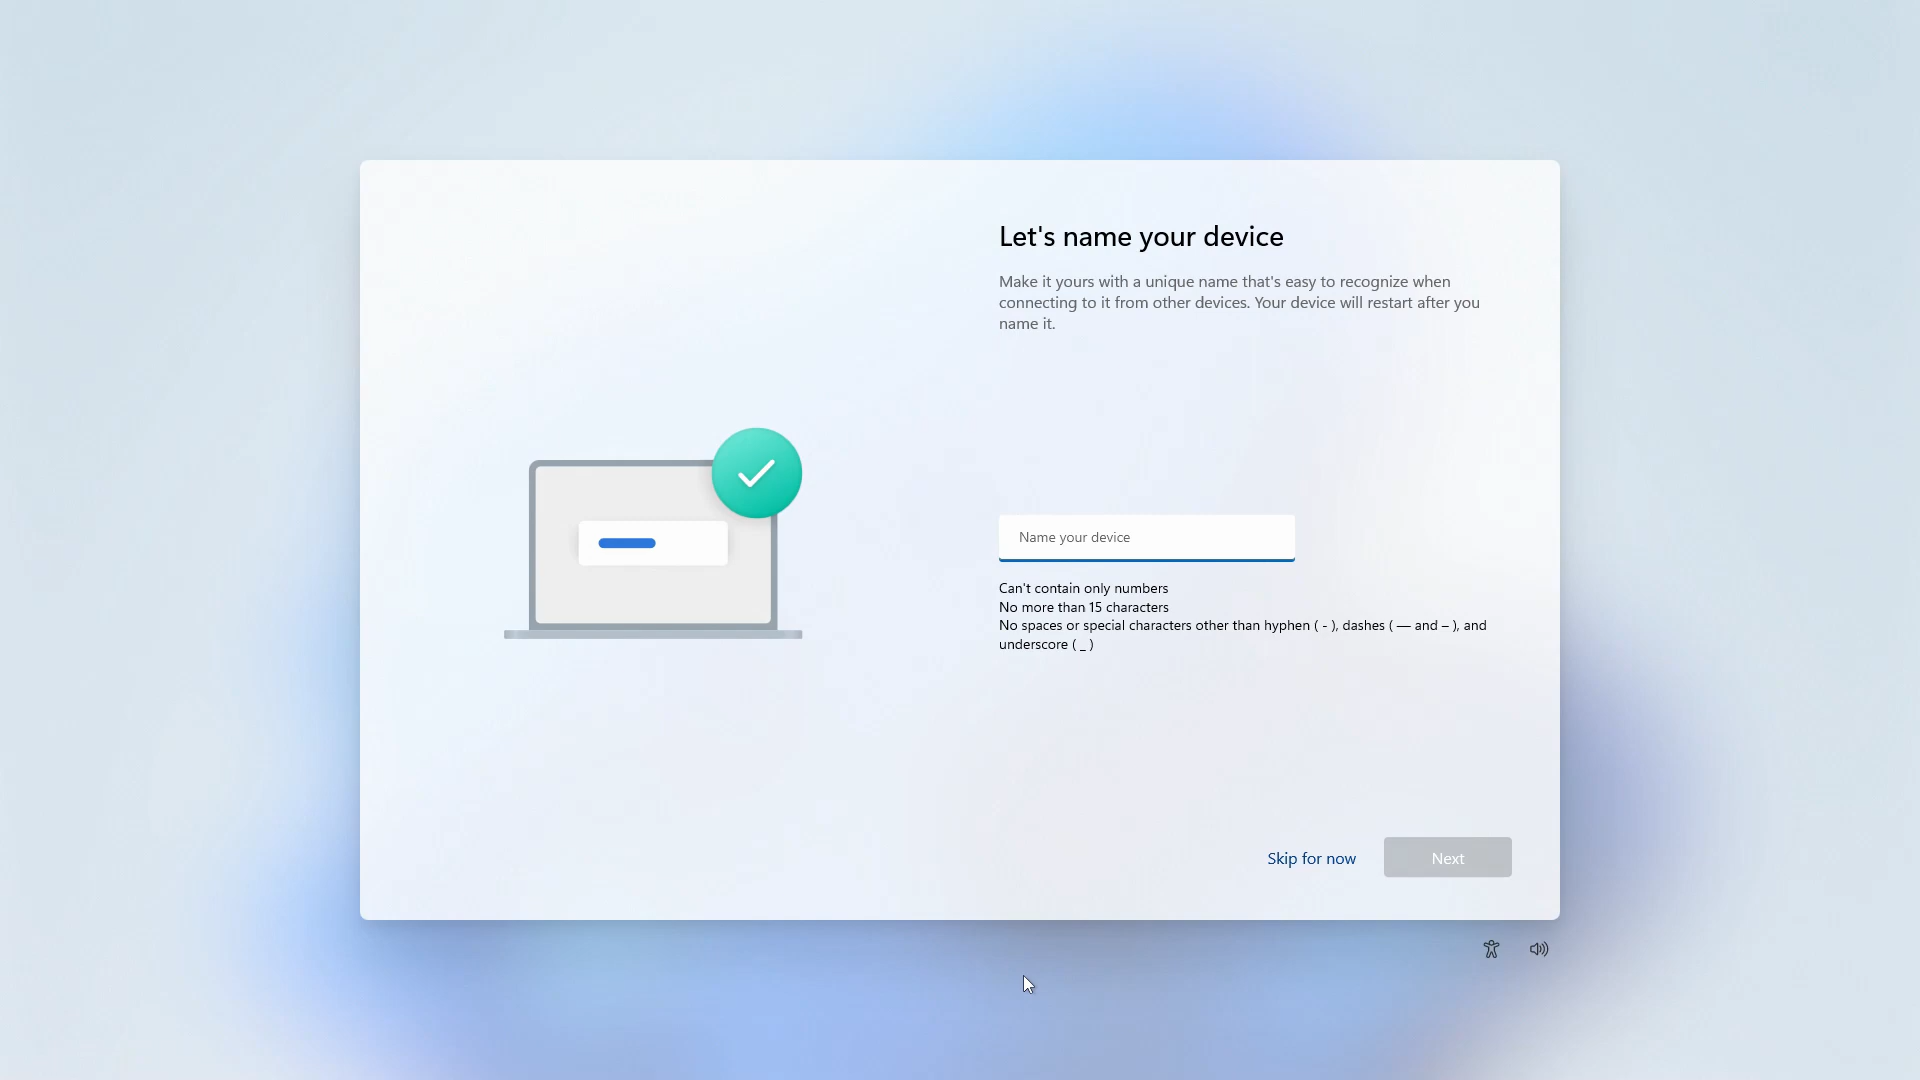 Let's name your device
Make it yours with a unique name that's easy to recognize when
connecting to it from other devices. Your device will restart after you
name it.
Name your device
Can't contain only numbers
No more than 15 characters
No spaces or special characters other than hyphen ( - ), dashes ( — and – ), and
underscore ( _ )
Skip for now
Next